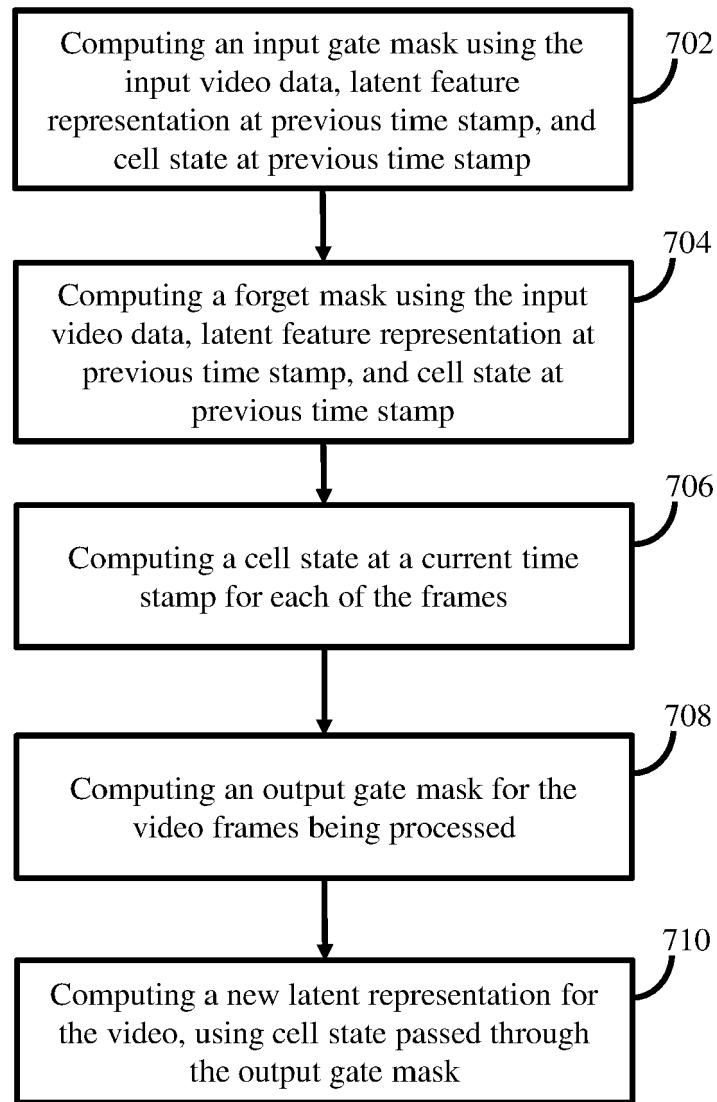 Computing an input gate mask using the
input video data, latent feature
representation at previous time stamp, and
cell state at previous time stamp
702
Computing a forget mask using the input
video data, latent feature representation at
previous time stamp, and cell state at
previous time stamp
704
Computing a cell state at a current time
stamp for each of the frames
706
Computing an output gate mask for the
video frames being processed
708
Computing a new latent representation for
the video, using cell state passed through
the output gate mask
710